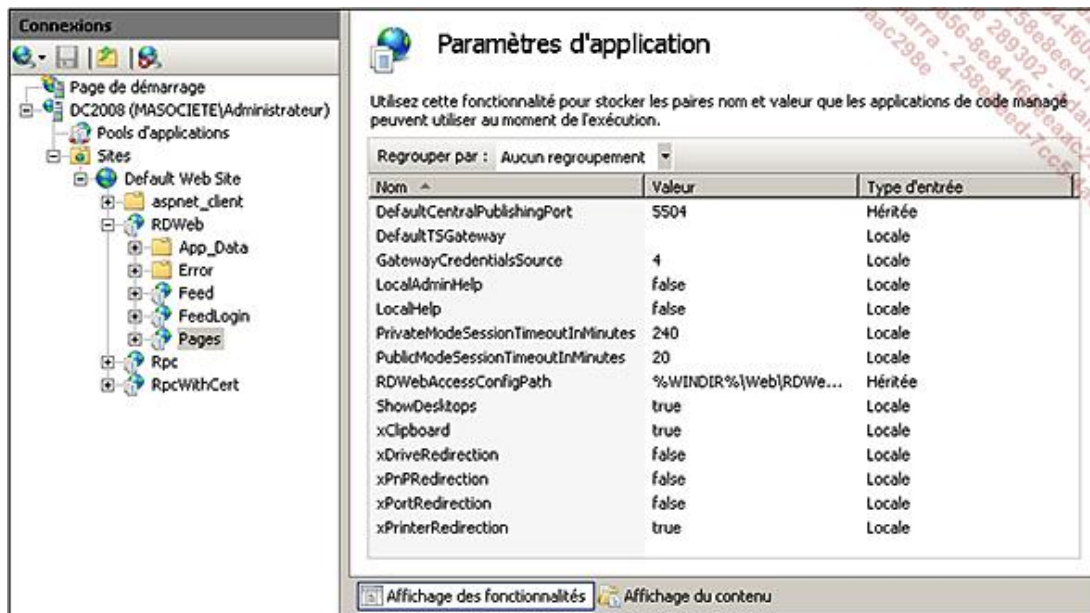 Connexions
Page de démarrage
DC2008 (MASOCIETE\Administrateur)
Pools d'applications
Sites
Default Web Site
aspnet_client
RDWeb
App_Data
Error
Feed
FeedLogin
Pages
Rpc
RpcWithCert
Paramètres d'application
Utilisez cette fonctionnalité pour stocker les paires nom et valeur que les applications de code managé
peuvent utiliser au moment de l'exécution.
Regrouper par : Aucun regroupement
Nom Valeur Type d'entrée
DefaultCentralPublishingPort 5504 Héritée
DefaultTSGateway Locale
GatewayCredentialsSource 4 Locale
LocalAdminHelp false Locale
LocalHelp false Locale
PrivateModeSessionTimeoutInMinutes 240 Locale
PublicModeSessionTimeoutInMinutes 20 Locale
RDWebAccessConfigPath %WINDIR%\Web\RDWe... Héritée
ShowDesktops true Locale
xClipboard true Locale
xDriveRedirection false Locale
xPnPRedirection false Locale
xPortRedirection false Locale
xPrinterRedirection true Locale
Affichage des fonctionnalités Affichage du contenu